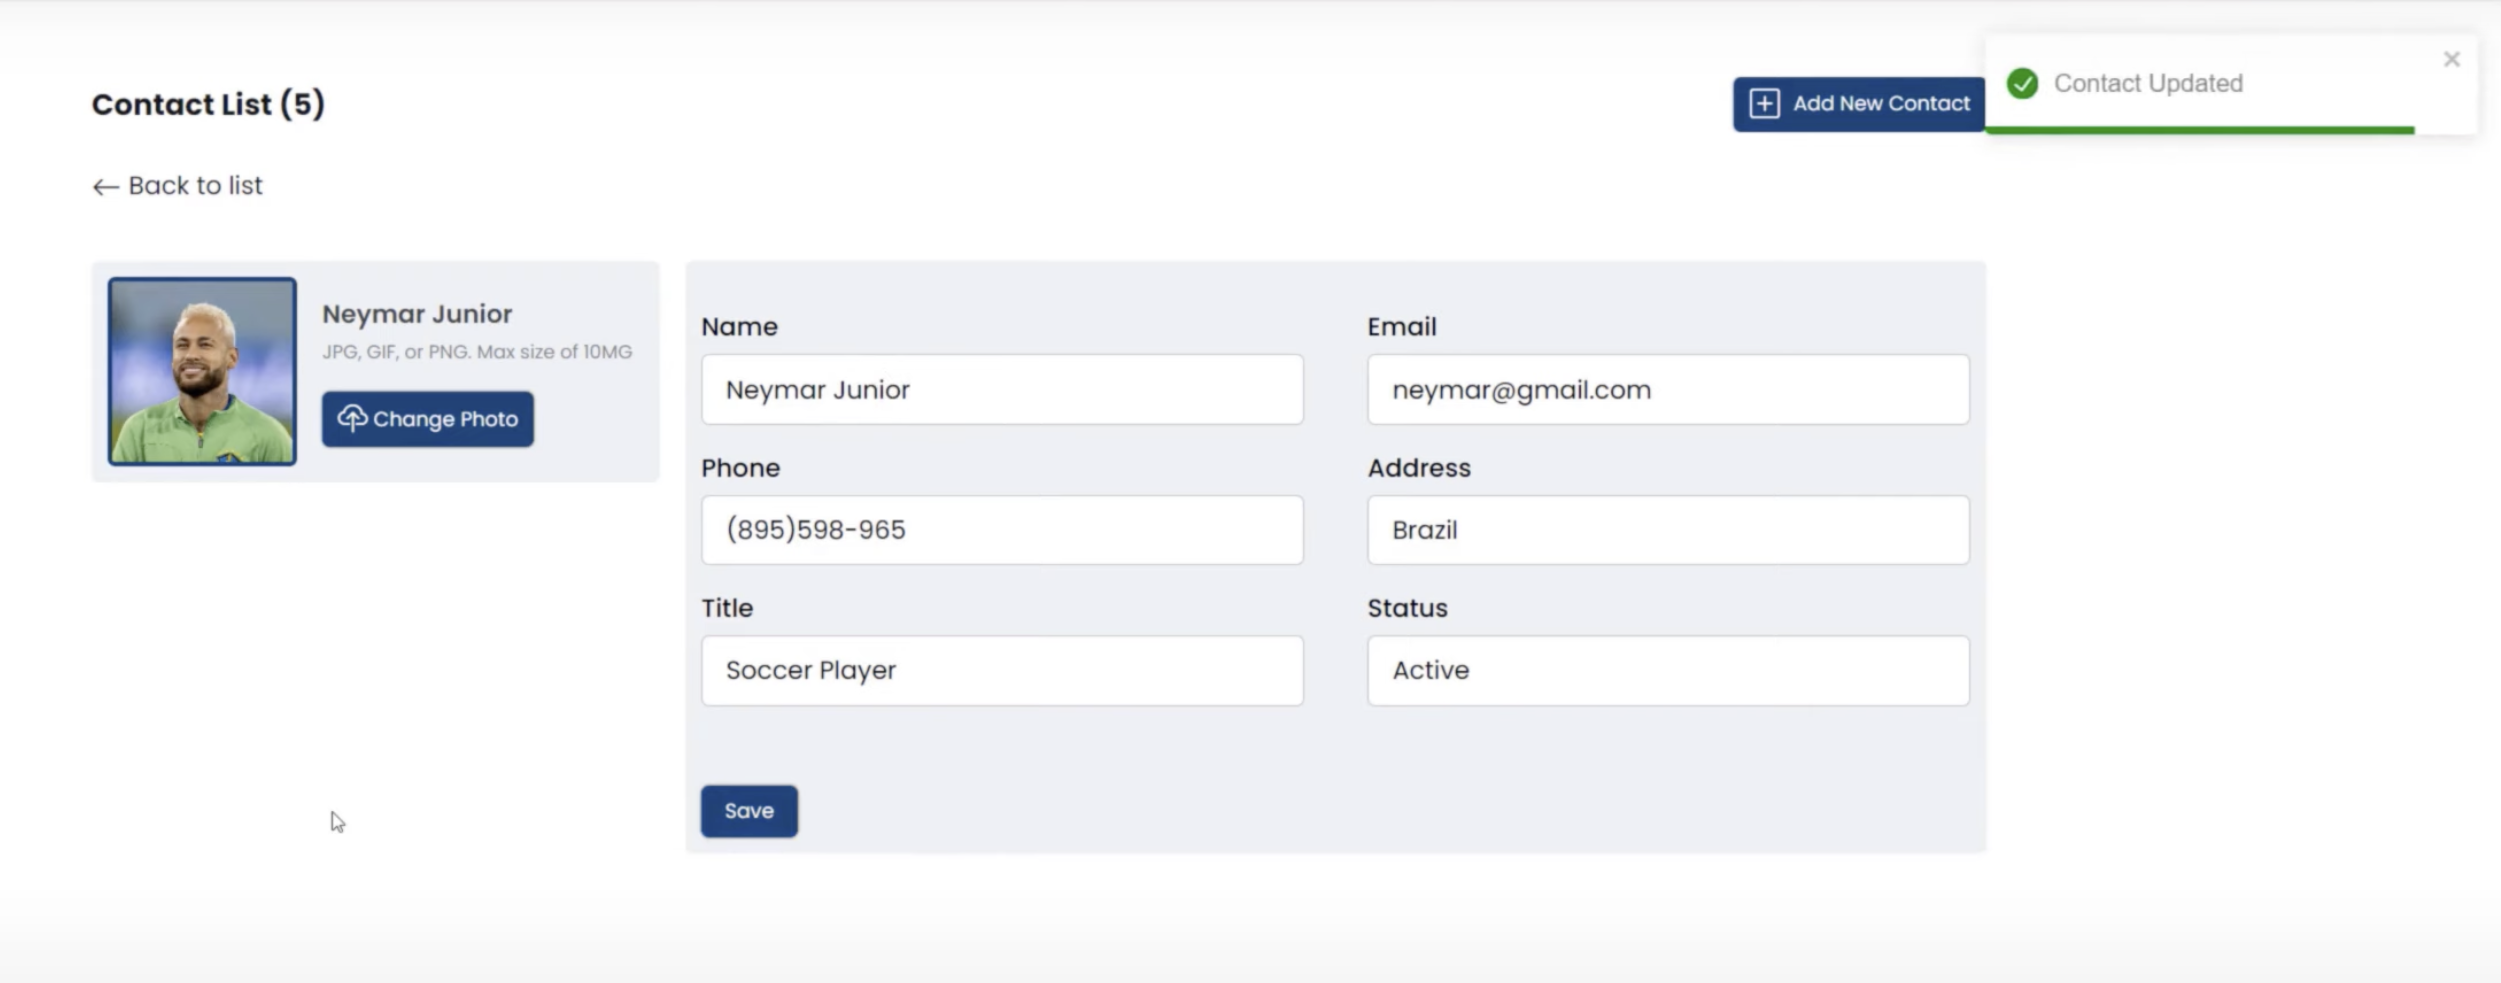 Contact List (5)
Add New Contact
Contact Updated
Back to list
Neymar Junior
JPG, GIF, or PNG. Max size of 10MG
Change Photo
Name
Neymar Junior
Email
neymar@gmail.com
Phone
(895)598-965
Address
Brazil
Title
Soccer Player
Status
Active
Save